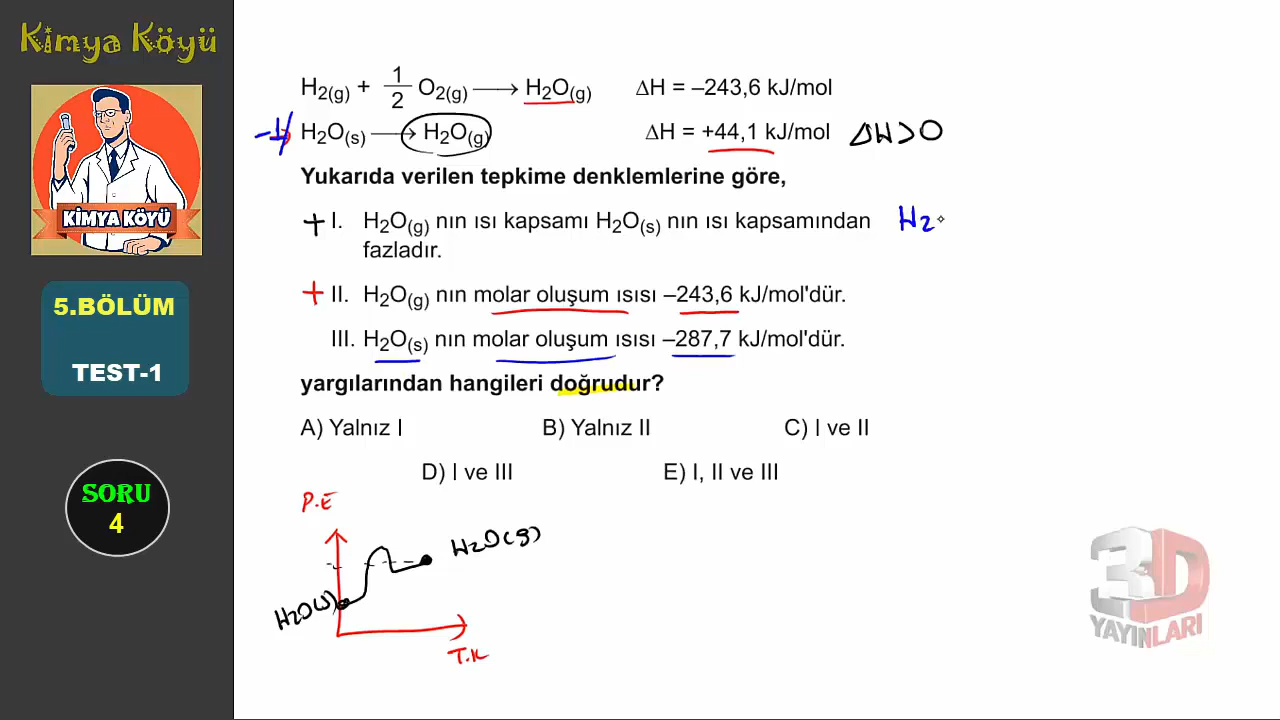 Kimya Köyü
KİMYA KÖYÜ
5.BÖLÜM
TEST-1
SORU
4
H2(g) + 1/2 O2(g) ⟶ H2O(g) ΔH = –243,6 kJ/mol
-1/ H2O(s) ⟶ H2O(g) ΔH = +44,1 kJ/mol ΔH>O
Yukarıda verilen tepkime denklemlerine göre,
+ I. H2O(g) nın ısı kapsamı H2O(s) nın ısı kapsamından H2
fazladır.
+ II. H2O(g) nın molar oluşum ısısı –243,6 kJ/mol'dür.
III. H2O(s) nın molar oluşum ısısı –287,7 kJ/mol'dür.
yargılarından hangileri doğrudur?
A) Yalnız I B) Yalnız II C) I ve II
D) I ve III E) I, II ve III
P.E
H2O(g)
H2O(s)
T.K
3D
YAYINLARI